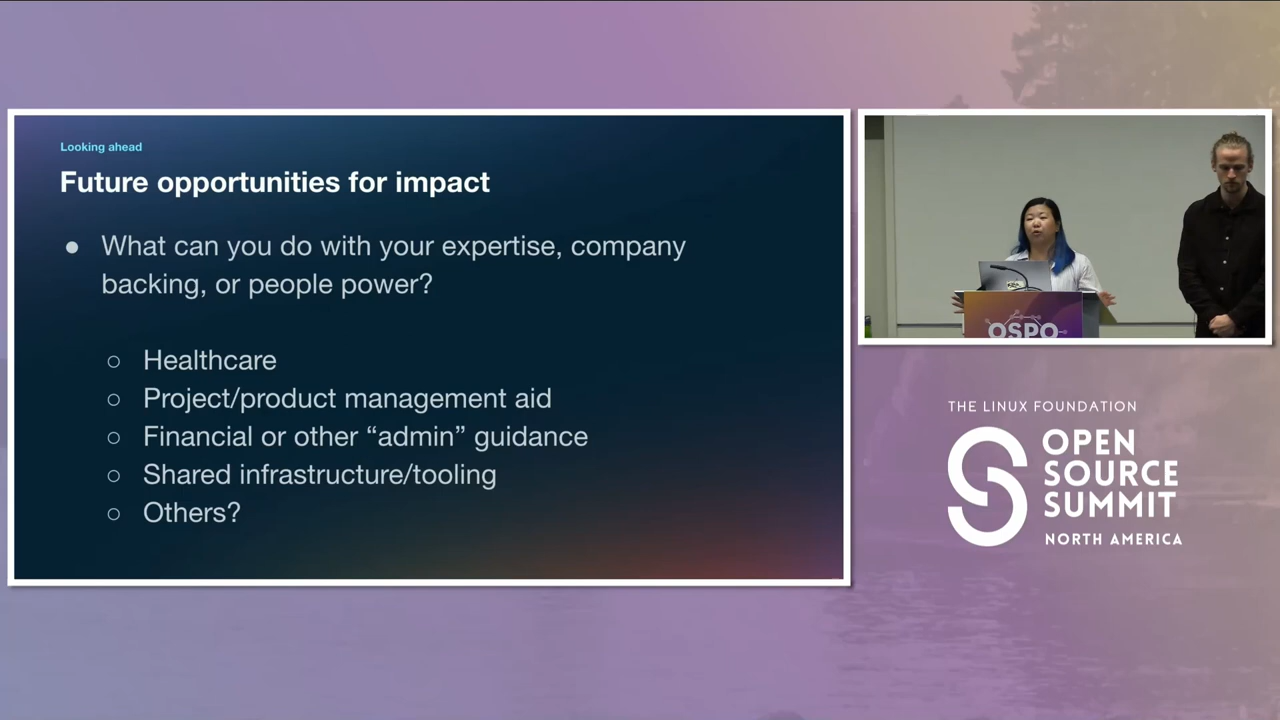 Looking ahead
Future opportunities for impact
● What can you do with your expertise, company
backing, or people power?
○ Healthcare
○ Project/product management aid
○ Financial or other “admin” guidance
○ Shared infrastructure/tooling
○ Others?
OSPO
THE LINUX FOUNDATION
OPEN
SOURCE
SUMMIT
NORTH AMERICA